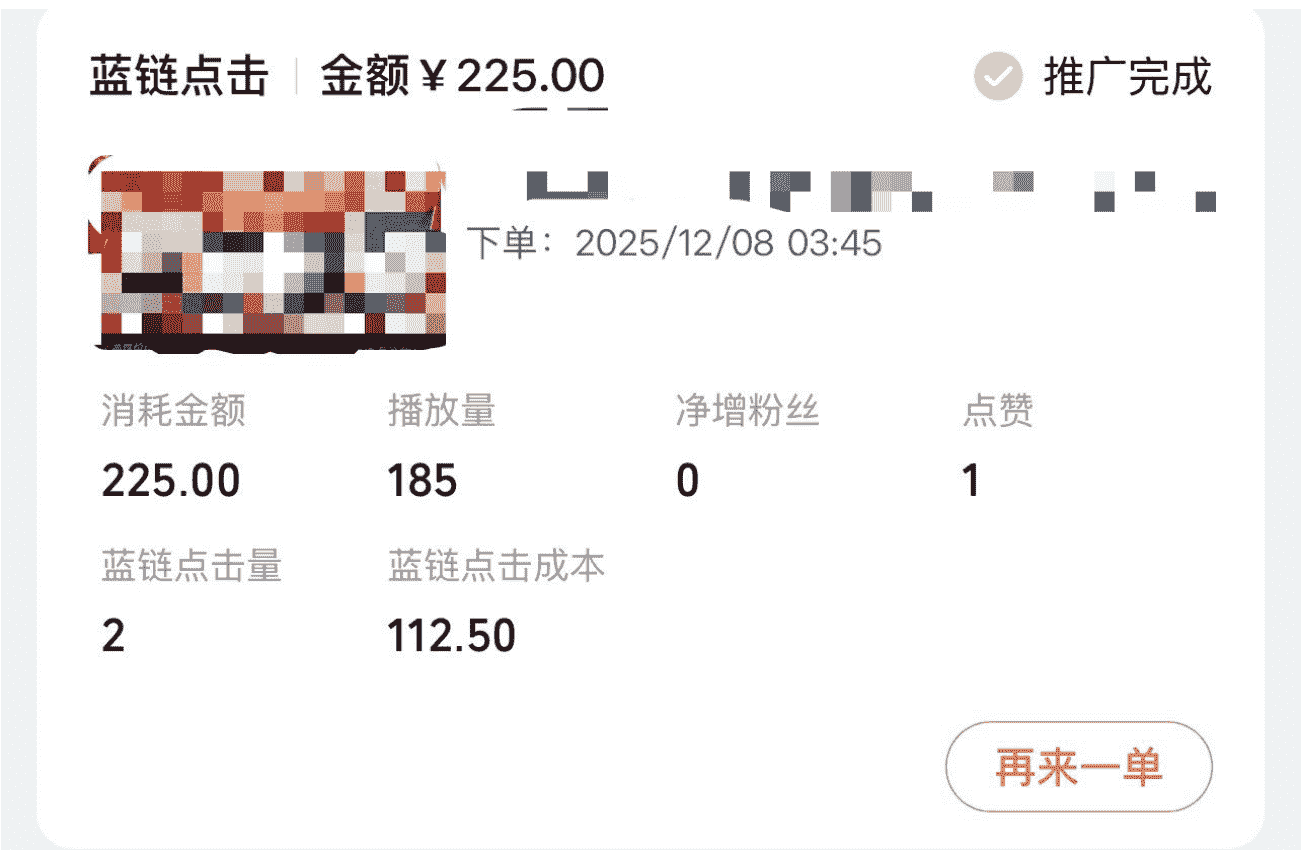 蓝链点击 | 金额¥225.00 推广完成
下单：2025/12/08 03:45
消耗金额 播放量 净增粉丝 点赞
225.00 185 0 1
蓝链点击量 蓝链点击成本
2 112.50
再来一单